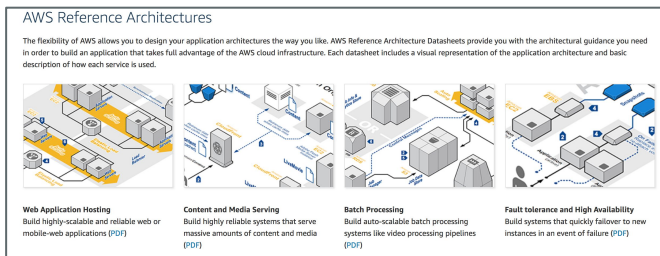 AWS Reference Architectures
The flexibility of AWS allows you to design your application architectures the way you like. AWS Reference Architecture Datasheets provide you with the architectural guidance you need
in order to build an application that takes full advantage of the AWS cloud infrastructure. Each datasheet includes a visual representation of the application architecture and basic
description of how each service is used.
Content
Content
Snapshots
Web Application Hosting
Build highly-scalable and reliable web or
mobile-web applications (PDF)
Content and Media Serving
Build highly reliable systems that serve
massive amounts of content and media
(PDF)
Batch Processing
Build auto-scalable batch processing
systems like video processing pipelines
(PDF)
Fault tolerance and High Availability
Build systems that quickly failover to new
instances in an event of failure (PDF)